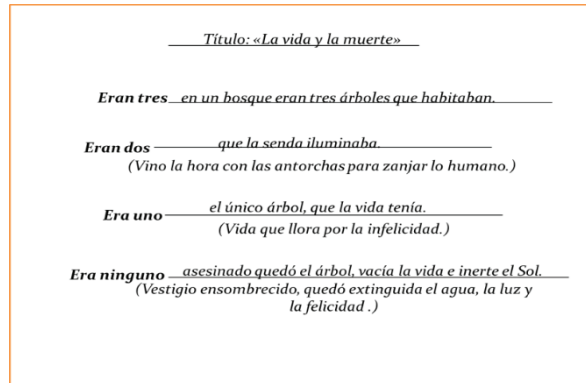 Título: «La vida y la muerte»
Eran tres en un bosque eran tres árboles que habitaban.
Eran dos que la senda iluminaba.
(Vino la hora con las antorchas para zanjar lo humano.)
Era uno el único árbol, que la vida tenía.
(Vida que llora por la infelicidad.)
Era ninguno asesinado quedó el árbol, vacía la vida e inerte el Sol.
(Vestigio ensombrecido, quedó extinguida el agua, la luz y
la felicidad .)